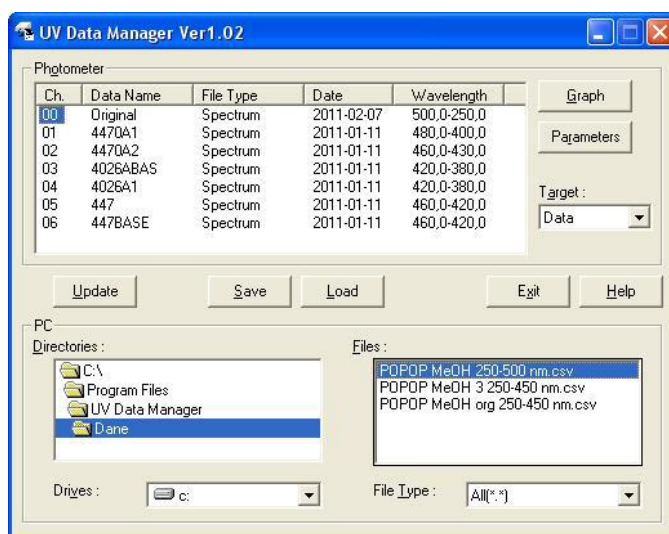 UV Data Manager Ver1.02
Photometer
Ch. Data Name File Type Date Wavelength
00 Original Spectrum 2011-02-07 500,0-250,0
01 4470A1 Spectrum 2011-01-11 480,0-400,0
02 4470A2 Spectrum 2011-01-11 460,0-430,0
03 4026ABAS Spectrum 2011-01-11 420,0-380,0
04 4026A1 Spectrum 2011-01-11 420,0-380,0
05 447 Spectrum 2011-01-11 460,0-420,0
06 447BASE Spectrum 2011-01-11 460,0-420,0
Graph
Parameters
Target :
Data
Update Save Load Exit Help
PC
Directories :
C:\
Program Files
UV Data Manager
Dane
Files :
POPOP MeOH 250-500 nm.csv
POPOP MeOH 3 250-450 nm.csv
POPOP MeOH org 250-450 nm.csv
Drives : c:
File Type : All(*.*)